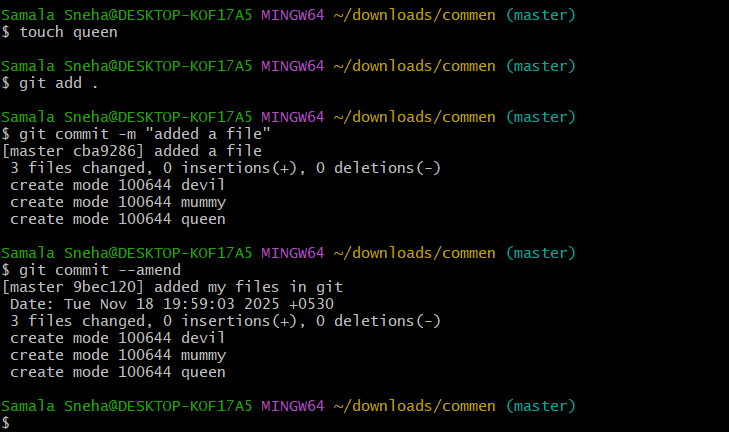 Samala Sneha@DESKTOP-KOF17A5 MINGW64 ~/downloads/commen (master)
$ touch queen
Samala Sneha@DESKTOP-KOF17A5 MINGW64 ~/downloads/commen (master)
$ git add .
Samala Sneha@DESKTOP-KOF17A5 MINGW64 ~/downloads/commen (master)
$ git commit -m "added a file"
[master cba9286] added a file
 3 files changed, 0 insertions(+), 0 deletions(-)
 create mode 100644 devil
 create mode 100644 mummy
 create mode 100644 queen
Samala Sneha@DESKTOP-KOF17A5 MINGW64 ~/downloads/commen (master)
$ git commit --amend
[master 9bec120] added my files in git
 Date: Tue Nov 18 19:59:03 2025 +0530
 3 files changed, 0 insertions(+), 0 deletions(-)
 create mode 100644 devil
 create mode 100644 mummy
 create mode 100644 queen
Samala Sneha@DESKTOP-KOF17A5 MINGW64 ~/downloads/commen (master)
$